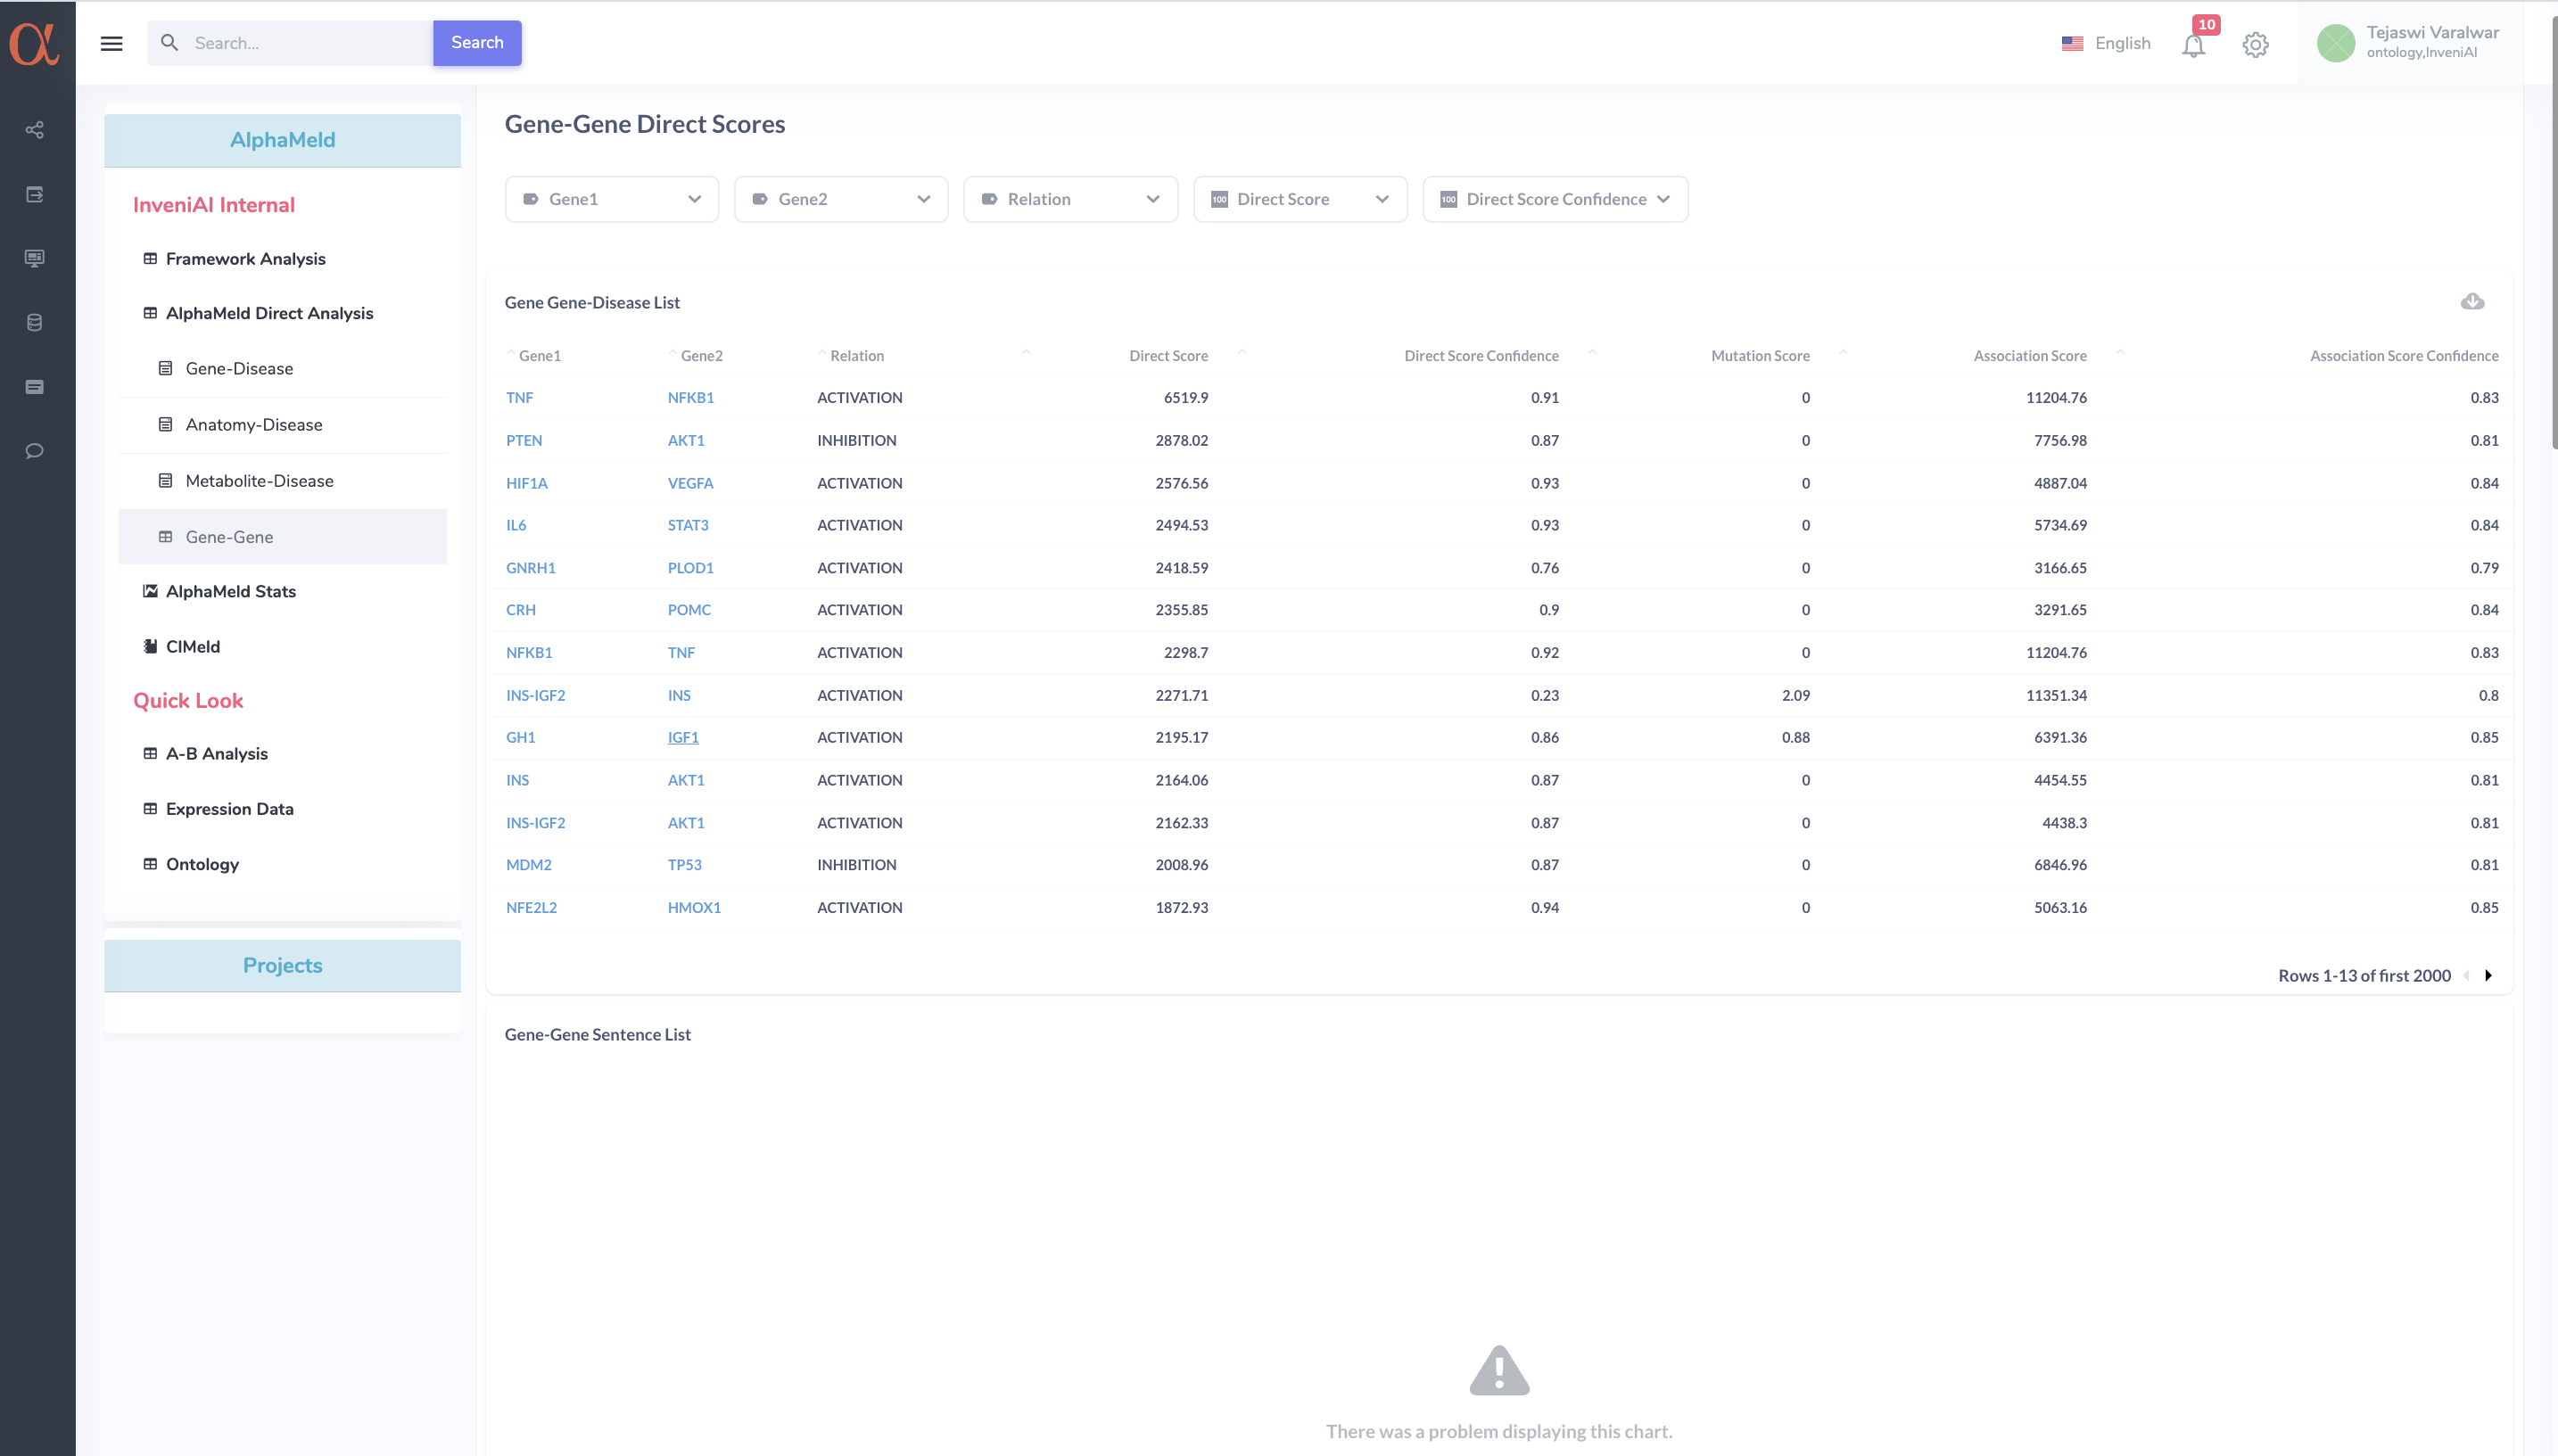 α
Search...
Search
English
10
Tejaswi Varalwar
ontology,InveniAI
AlphaMeld
InveniAI Internal
Framework Analysis
AlphaMeld Direct Analysis
Gene-Disease
Anatomy-Disease
Metabolite-Disease
Gene-Gene
AlphaMeld Stats
CIMeld
Quick Look
A-B Analysis
Expression Data
Ontology
Projects
Gene-Gene Direct Scores
Gene1
Gene2
Relation
100 Direct Score
100 Direct Score Confidence
Gene Gene-Disease List
Gene1 Gene2 Relation Direct Score Direct Score Confidence Mutation Score Association Score Association Score Confidence
TNF NFKB1 ACTIVATION 6519.9 0.91 0 11204.76 0.83
PTEN AKT1 INHIBITION 2878.02 0.87 0 7756.98 0.81
HIF1A VEGFA ACTIVATION 2576.56 0.93 0 4887.04 0.84
IL6 STAT3 ACTIVATION 2494.53 0.93 0 5734.69 0.84
GNRH1 PLOD1 ACTIVATION 2418.59 0.76 0 3166.65 0.79
CRH POMC ACTIVATION 2355.85 0.9 0 3291.65 0.84
NFKB1 TNF ACTIVATION 2298.7 0.92 0 11204.76 0.83
INS-IGF2 INS ACTIVATION 2271.71 0.23 2.09 11351.34 0.8
GH1 IGF1 ACTIVATION 2195.17 0.86 0.88 6391.36 0.85
INS AKT1 ACTIVATION 2164.06 0.87 0 4454.55 0.81
INS-IGF2 AKT1 ACTIVATION 2162.33 0.87 0 4438.3 0.81
MDM2 TP53 INHIBITION 2008.96 0.87 0 6846.96 0.81
NFE2L2 HMOX1 ACTIVATION 1872.93 0.94 0 5063.16 0.85
Rows 1-13 of first 2000
Gene-Gene Sentence List
There was a problem displaying this chart.